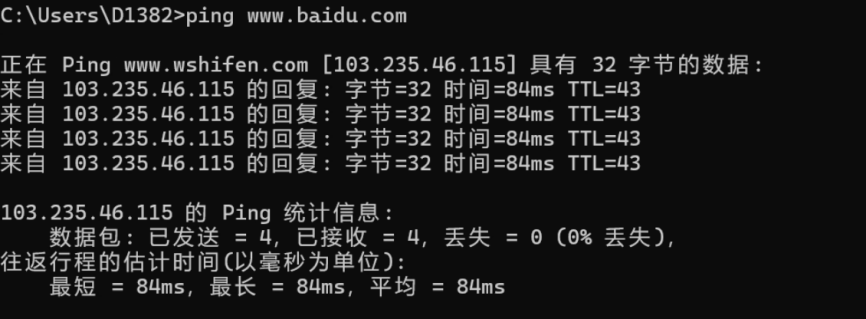 C:\Users\D1382>ping www.baidu.com
正在 Ping www.wshifen.com [103.235.46.115] 具有 32 字节的数据:
来自 103.235.46.115 的回复: 字节=32 时间=84ms TTL=43
来自 103.235.46.115 的回复: 字节=32 时间=84ms TTL=43
来自 103.235.46.115 的回复: 字节=32 时间=84ms TTL=43
来自 103.235.46.115 的回复: 字节=32 时间=84ms TTL=43
103.235.46.115 的 Ping 统计信息:
数据包: 已发送 = 4, 已接收 = 4, 丢失 = 0 (0% 丢失),
往返行程的估计时间(以毫秒为单位):
最短 = 84ms, 最长 = 84ms, 平均 = 84ms